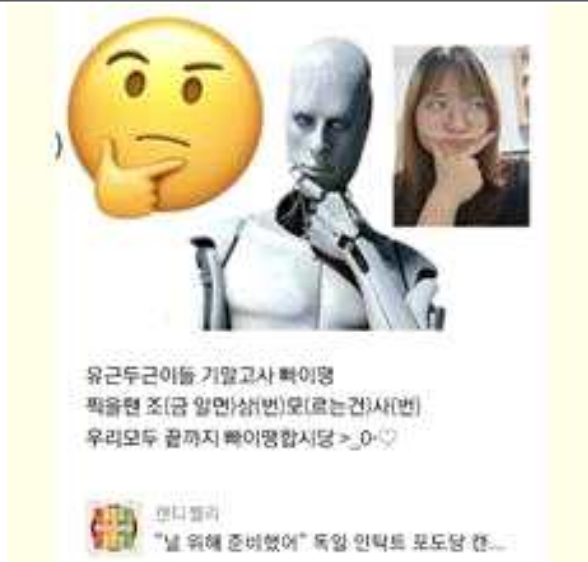 유근두근이들 기말고사 빠이팅
찍을땐 조(금 알면)삼(번)모(르는건)사(번)
우리모두 끝까지 빠이팅합시당 >_0-♡
캔디젤리
"널 위해 준비했어" 독일 인탁트 포도당 캔...